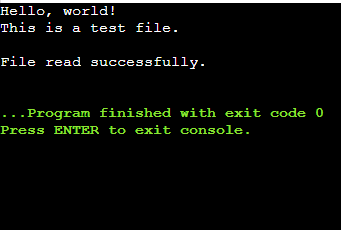 Hello, world!
This is a test file.
File read successfully.
...Program finished with exit code 0
Press ENTER to exit console.